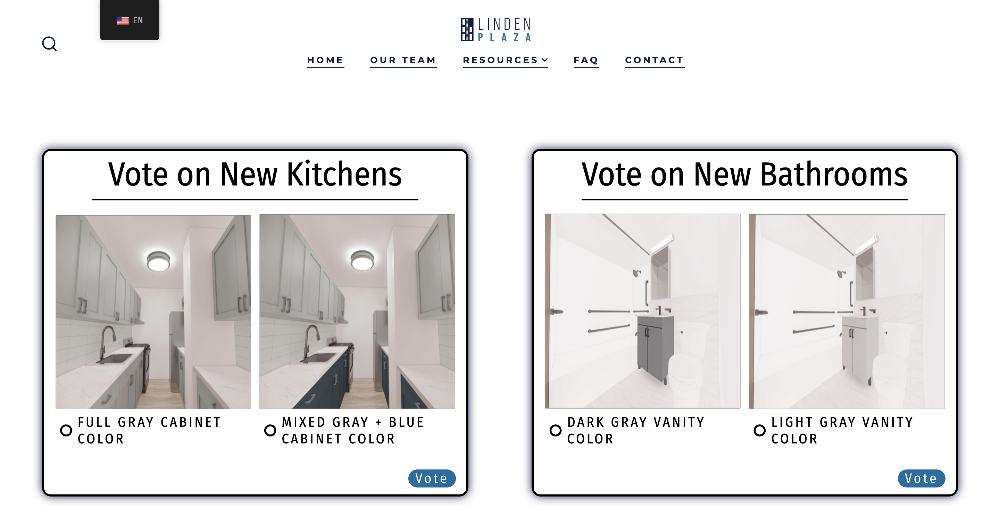 EN
LINDEN
PLAZA
HOME OUR TEAM RESOURCES FAQ CONTACT
Vote on New Kitchens
FULL GRAY CABINET
COLOR
MIXED GRAY + BLUE
CABINET COLOR
Vote
Vote on New Bathrooms
DARK GRAY VANITY
COLOR
LIGHT GRAY VANITY
COLOR
Vote